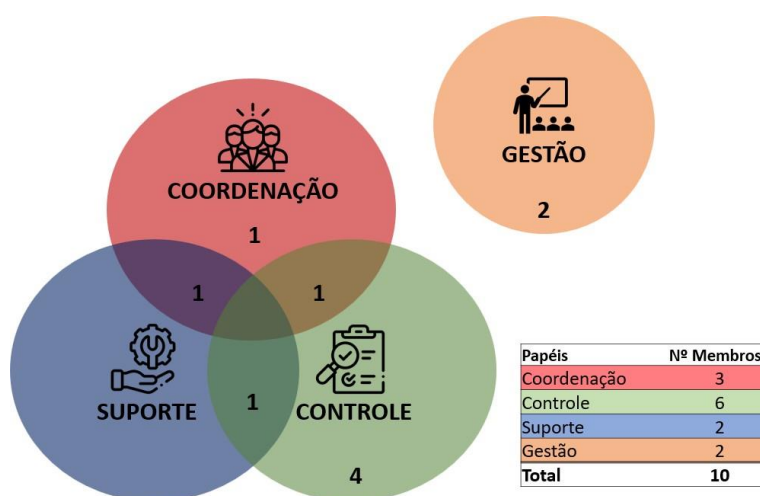 COORDENAÇÃO
1
GESTÃO
2
1
1
SUPORTE
1
CONTROLE
4
Papéis Nº Membros
Coordenação 3
Controle 6
Suporte 2
Gestão 2
Total 10